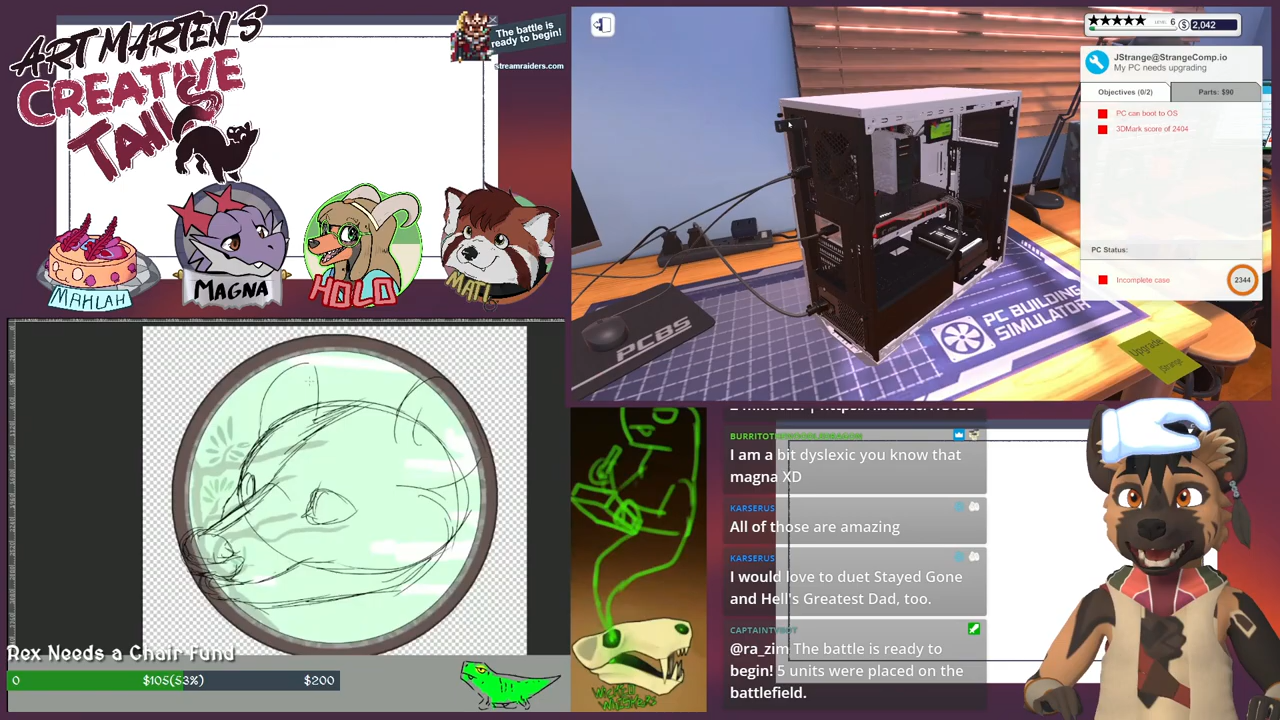 ART MARTEN'S
CREATIVE
TAILS
The battle is
ready to begin!
streamraiders.com
MAHLAH
MAGNA
HOLO
MATI
LEVEL 6
$ 2,042
JStrange@StrangeComp.io
My PC needs upgrading
Objectives (0/2)
Parts: $90
PC can boot to OS
3DMark score of 2404
PC Status:
Incomplete case
2344
PCBS
PC BUILDING
SIMULATOR
Upgrade
JStrange
Rex Needs a Chair Fund
0
$105(53%)
$200
I am a bit dyslexic you know that
magna XD
KARSERUS
All of those are amazing
KARSERUS
I would love to duet Stayed Gone
and Hell's Greatest Dad, too.
@ra_zim The battle is ready to
begin! 5 units were placed on the
battlefield.